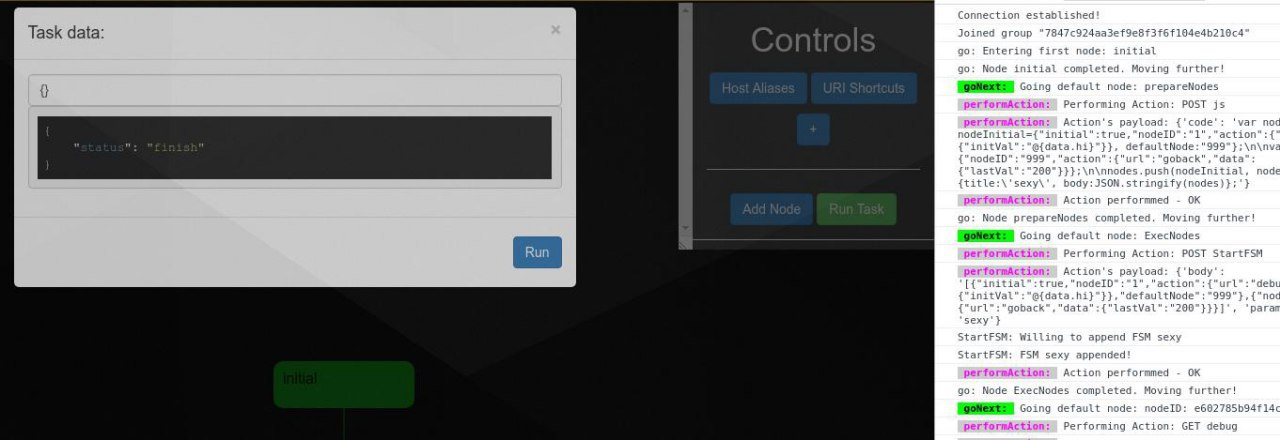 Task data:
×
{}
{
"status": "finish"
}
Run
initial
Controls
Host Aliases
URI Shortcuts
+
Add Node
Run Task
Connection established!
Joined group "7847c924aa3ef9e8f3f6f104e4b210c4"
go: Entering first node: initial
go: Node initial completed. Moving further!
goNext: Going default node: prepareNodes
performAction: Performing Action: POST js
performAction: Action's payload: {'code': 'var nod
nodeInitial={"initial":true,"nodeID":"1","action":{"
{"initVal":"@{data.hi}"}}, defaultNode:"999"};\n\nva
{"nodeID":"999","action":{"url":"goback","data":
{"lastVal":"200"}}};\n\nnodes.push(nodeInitial, node
{title:\'sexy\', body:JSON.stringify(nodes)};'}
performAction: Action performmed - OK
go: Node prepareNodes completed. Moving further!
goNext: Going default node: ExecNodes
performAction: Performing Action: POST StartFSM
performAction: Action's payload: {'body':
'[{"initial":true,"nodeID":"1","action":{"url":"debu
{"initVal":"@{data.hi}"}},"defaultNode":"999"},{"nod
{"url":"goback","data":{"lastVal":"200"}}}]', 'param
'sexy'}
StartFSM: Willing to append FSM sexy
StartFSM: FSM sexy appended!
performAction: Action performmed - OK
go: Node ExecNodes completed. Moving further!
goNext: Going default node: nodeID: e602785b94f14c
performAction: Performing Action: GET debug